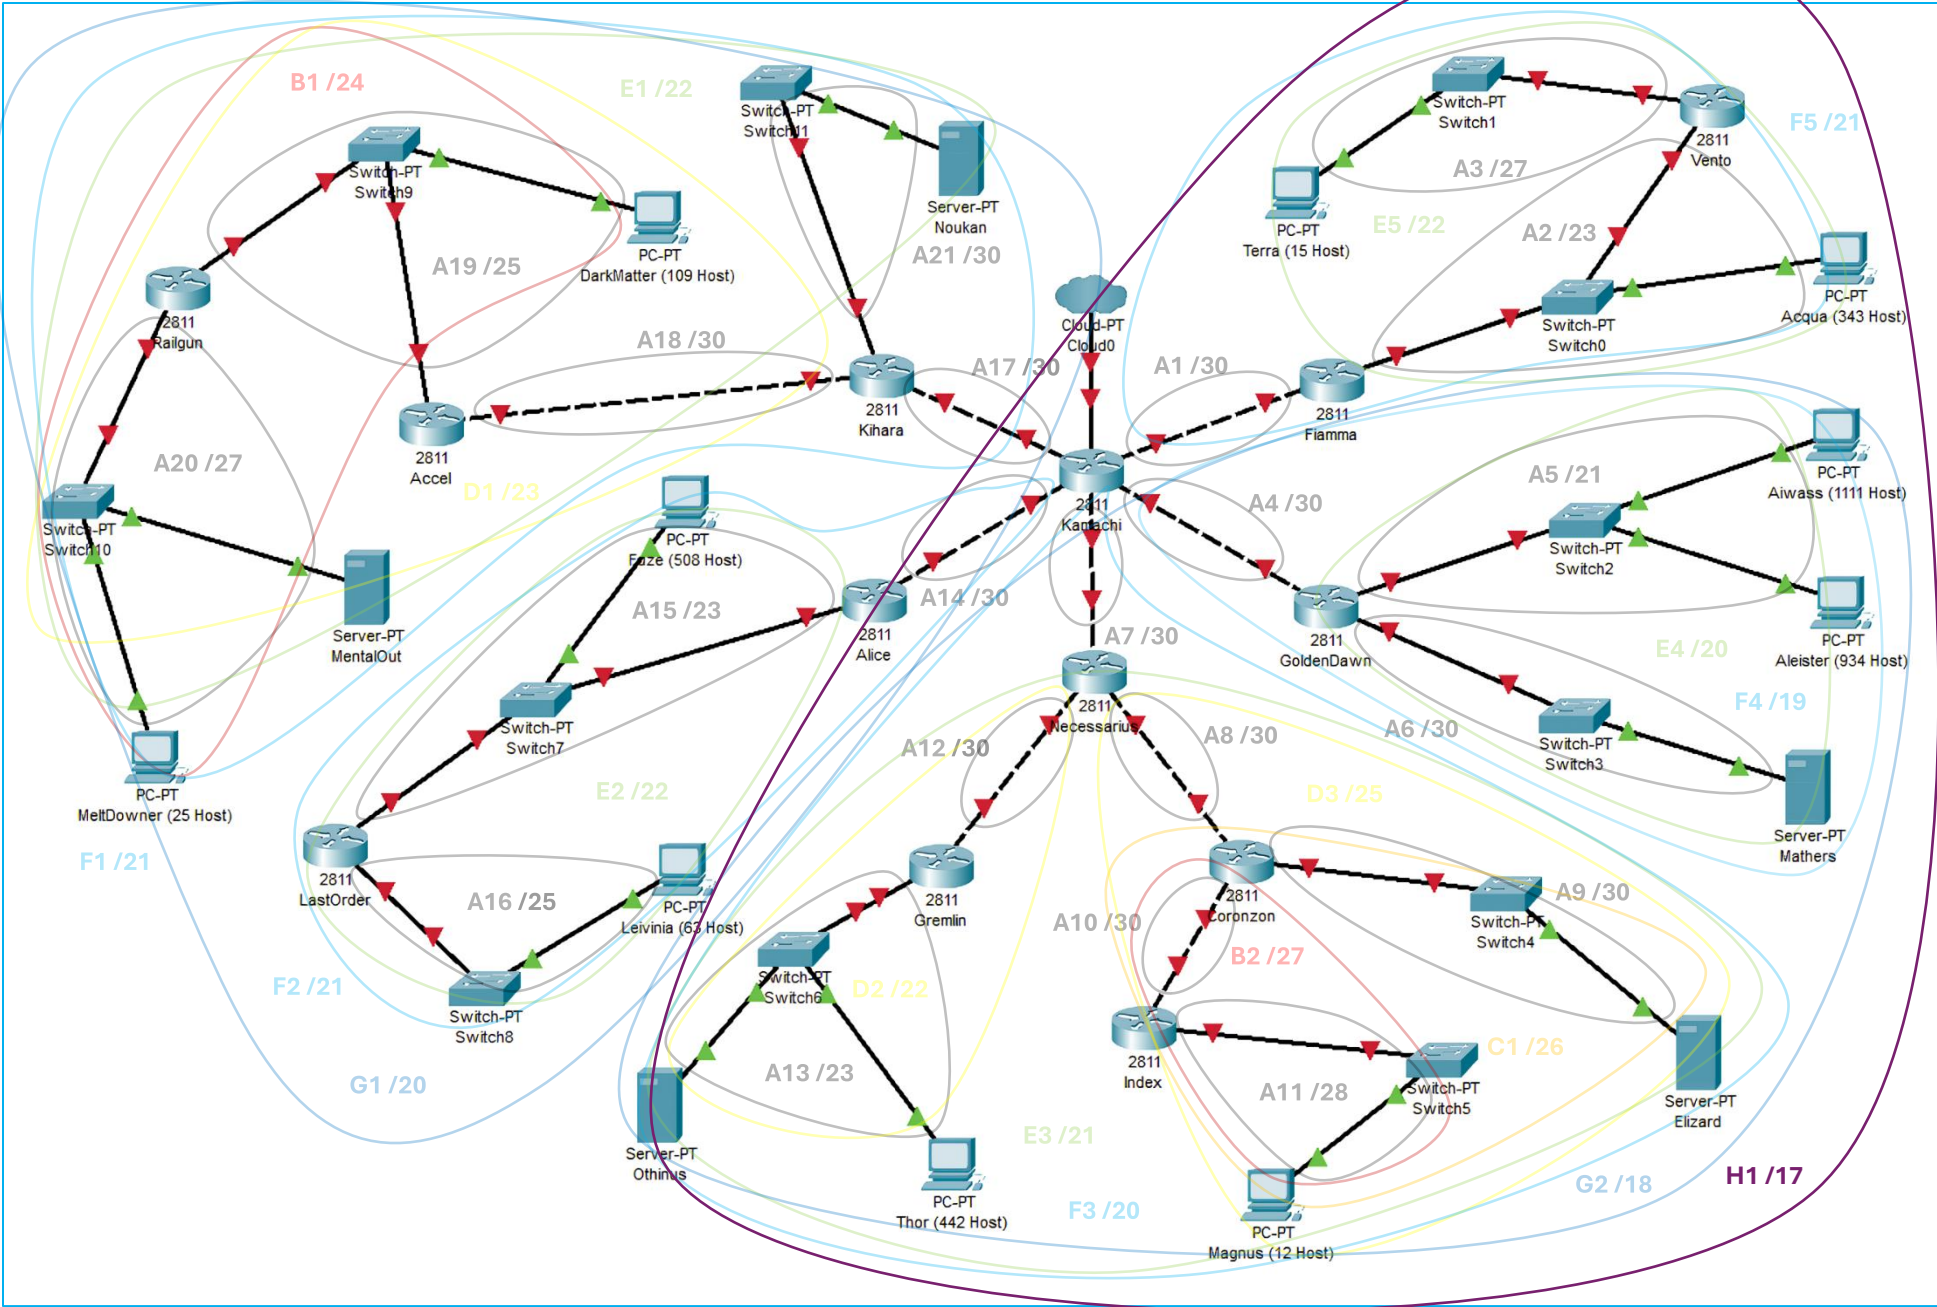 B1 /24
E1 /22
Switch-PT
Switch11
Server-PT
Noukan
A21 /30
Switch-PT
Switch9
PC-PT
DarkMatter (109 Host)
A19 /25
2811
Railgun
A18 /30
2811
Kihara
A17 /30
2811
Accel
A20 /27
D1 /23
Switch-PT
Switch10
Server-PT
MentalOut
PC-PT
MeltDowner (25 Host)
F1 /21
Cloud-PT
Cloud0
2811
Kamachi
Switch-PT
Switch1
2811
Vento
F5 /21
A3 /27
PC-PT
Terra (15 Host)
E5 /22
A2 /23
Switch-PT
Switch0
PC-PT
Acqua (343 Host)
A1 /30
2811
Fiamma
A5 /21
PC-PT
Aiwass (1111 Host)
A4 /30
Switch-PT
Switch2
PC-PT
Aleister (934 Host)
2811
GoldenDawn
E4 /20
F4 /19
A6 /30
Switch-PT
Switch3
Server-PT
Mathers
PC-PT
Fuze (508 Host)
A15 /23
A14 /30
2811
Alice
Switch-PT
Switch7
E2 /22
2811
LastOrder
A16 /25
PC-PT
Leivinia (63 Host)
F2 /21
Switch-PT
Switch8
G1 /20
A7 /30
2811
Necessarius
A12 /30
A8 /30
D3 /25
2811
Gremlin
2811
Coronzon
A9 /30
Switch-PT
Switch4
A10 /30
B2 /27
Switch-PT
Switch6
D2 /22
A13 /23
2811
Index
A11 /28
Switch-PT
Switch5
C1 /26
Server-PT
Elizard
Server-PT
Othinus
E3 /21
PC-PT
Thor (442 Host)
F3 /20
PC-PT
Magnus (12 Host)
G2 /18
H1 /17